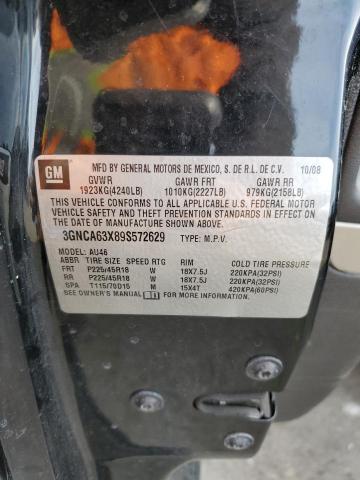 GM
MFD BY GENERAL MOTORS DE MEXICO, S. DE R.L. DE C.V. 10/08
GVWR GAWR FRT GAWR RR
1923KG(4240LB) 1010KG(2227LB) 979KG(2158LB)
THIS VEHICLE CONFORMS TO ALL APPLICABLE U.S. FEDERAL
VEHICLE SAFETY AND THEFT PREVENTION STANDARDS IN EFFECT ON
THE DATE OF MANUFACTURE SHOWN ABOVE.
3GNCA63X89S572629 TYPE: M.P.V.
MODEL: AU46
ABBR TIRE SIZE SPEED RTG RIM COLD TIRE PRESSURE
FRT P225/45R18 W 18X7.5J 220KPA(32PSI)
RR P225/45R18 W 18X7.5J 220KPA(32PSI)
SPA T115/70D15 M 15X4T 420KPA(60PSI)
SEE OWNER'S MANUAL FOR ADDITIONAL INFORMATION.